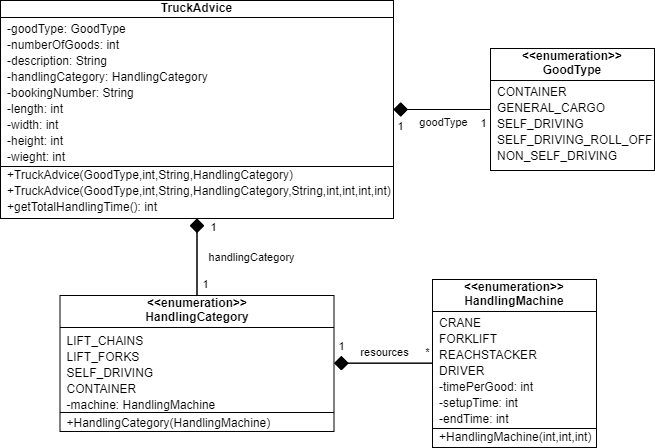 TruckAdvice
-goodType: GoodType
-numberOfGoods: int
-description: String
-handlingCategory: HandlingCategory
-bookingNumber: String
-length: int
-width: int
-height: int
-wieght: int
+TruckAdvice(GoodType,int,String,HandlingCategory)
+TruckAdvice(GoodType,int,String,HandlingCategory,String,int,int,int,int)
+getTotalHandlingTime(): int
1 goodType 1
<<enumeration>>
GoodType
CONTAINER
GENERAL_CARGO
SELF_DRIVING
SELF_DRIVING_ROLL_OFF
NON_SELF_DRIVING
1
handlingCategory
1
<<enumeration>>
HandlingCategory
LIFT_CHAINS
LIFT_FORKS
SELF_DRIVING
CONTAINER
-machine: HandlingMachine
+HandlingCategory(HandlingMachine)
1
resources *
<<enumeration>>
HandlingMachine
CRANE
FORKLIFT
REACHSTACKER
DRIVER
-timePerGood: int
-setupTime: int
-endTime: int
+HandlingMachine(int,int,int)